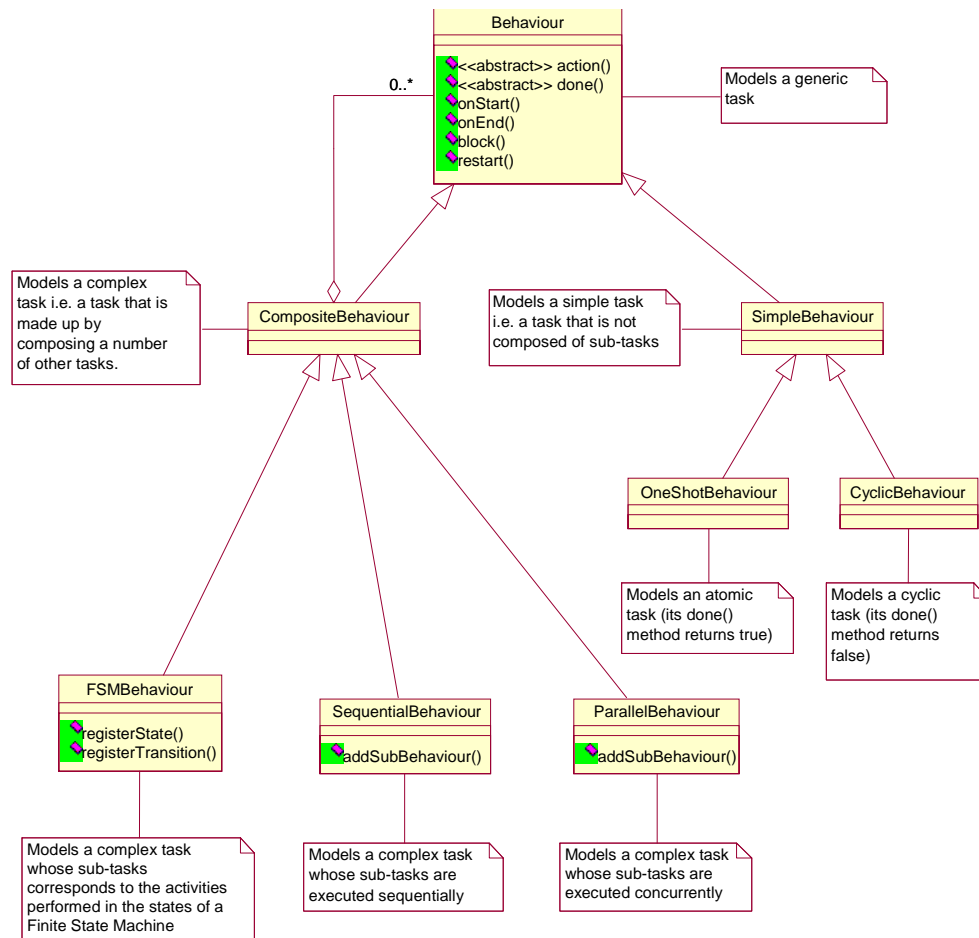 Behaviour
<<abstract>> action()
<<abstract>> done()
onStart()
onEnd()
block()
restart()
0..*
Models a generic
task
Models a complex
task i.e. a task that is
made up by
composing a number
of other tasks.
CompositeBehaviour
Models a simple task
i.e. a task that is not
composed of sub-tasks
SimpleBehaviour
OneShotBehaviour
CyclicBehaviour
Models an atomic
task (its done()
method returns true)
Models a cyclic
task (its done()
method returns
false)
FSMBehaviour
registerState()
registerTransition()
SequentialBehaviour
addSubBehaviour()
ParallelBehaviour
addSubBehaviour()
Models a complex task
whose sub-tasks
corresponds to the activities
performed in the states of a
Finite State Machine
Models a complex task
whose sub-tasks are
executed sequentially
Models a complex task
whose sub-tasks are
executed concurrently